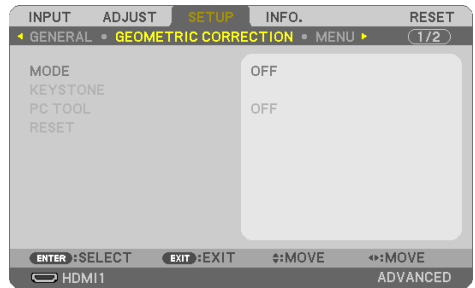 INPUT ADJUST SETUP INFO. RESET
GENERAL • GEOMETRIC CORRECTION • MENU 1/2
MODE OFF
KEYSTONE
PC TOOL OFF
RESET
ENTER :SELECT EXIT :EXIT :MOVE :MOVE
HDMI1 ADVANCED